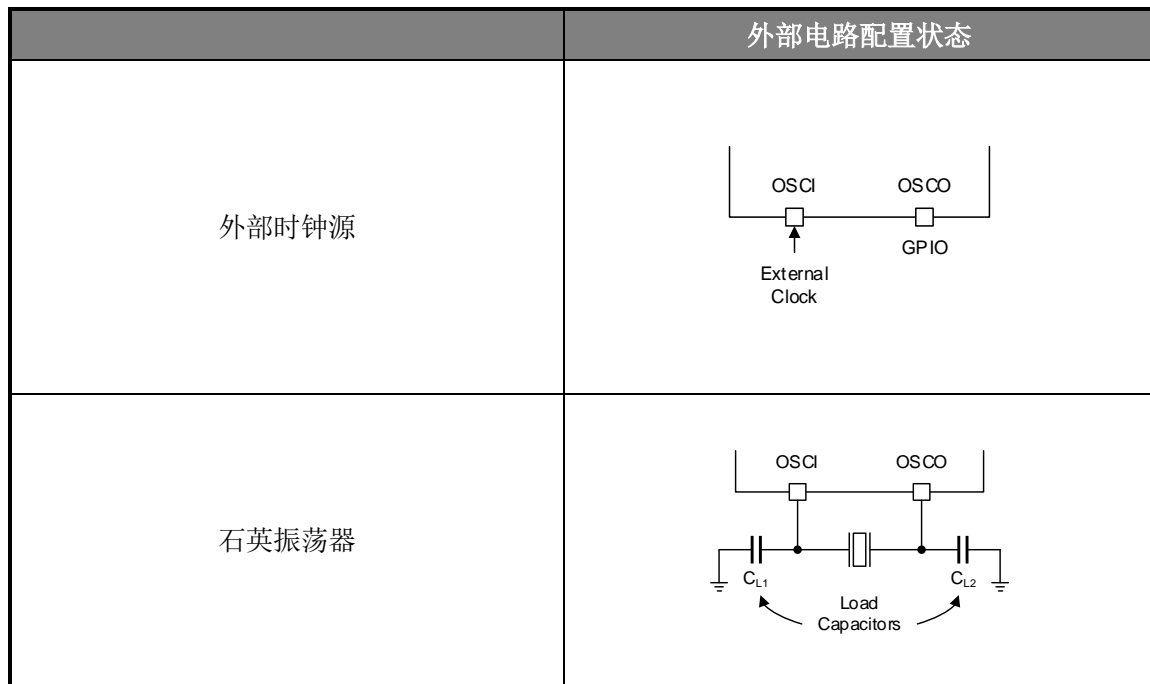 外部电路配置状态
外部时钟源
OSCI OSCO
GPIO
External
Clock
石英振荡器
OSCI OSCO
CL1 CL2
Load
Capacitors